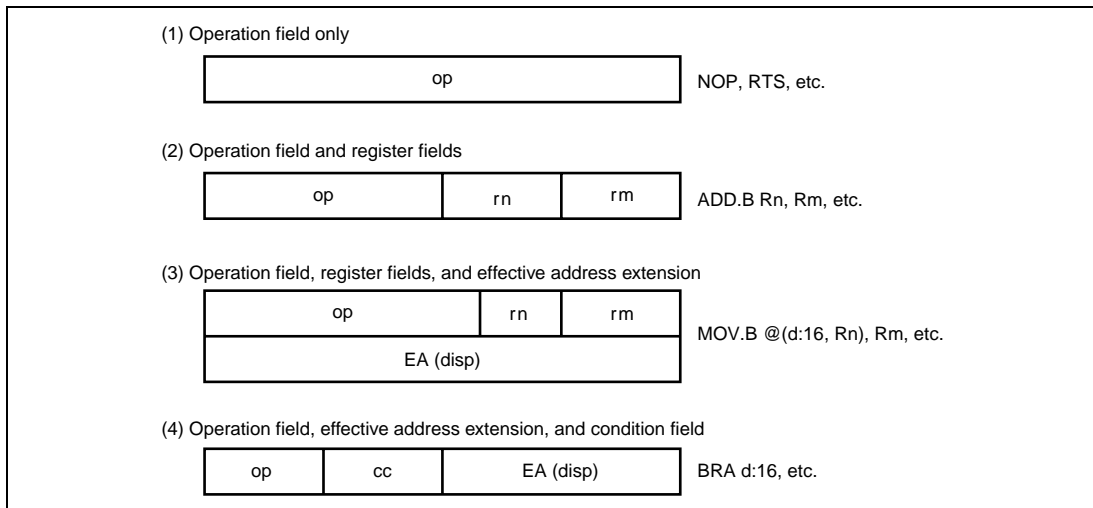 (1) Operation field only
op
NOP, RTS, etc.
(2) Operation field and register fields
op rn rm
ADD.B Rn, Rm, etc.
(3) Operation field, register fields, and effective address extension
op rn rm
MOV.B @(d:16, Rn), Rm, etc.
EA (disp)
(4) Operation field, effective address extension, and condition field
op cc EA (disp)
BRA d:16, etc.